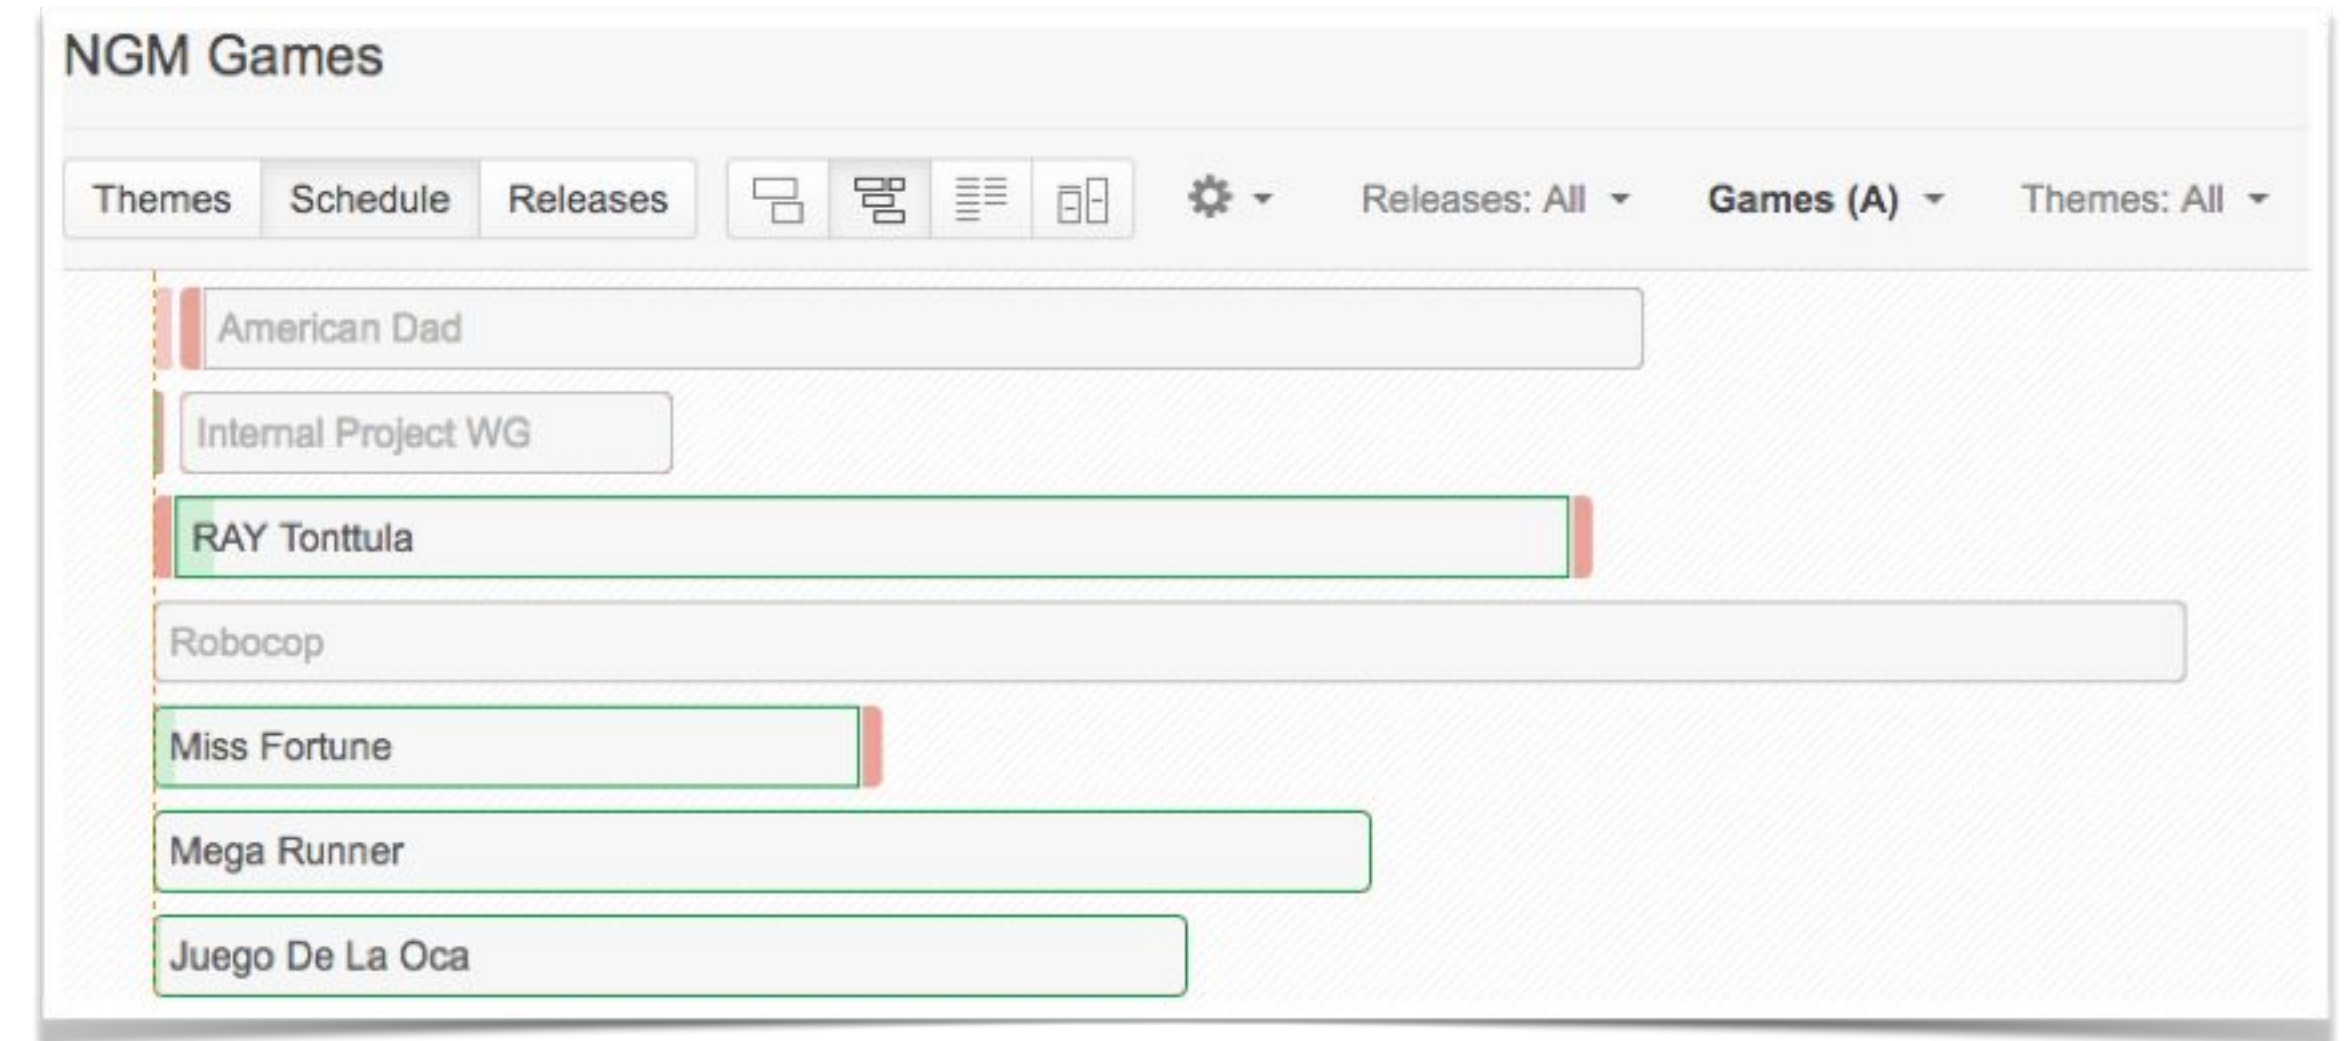 NGM Games
Themes Schedule Releases Releases: All Games (A) Themes: All
American Dad
Internal Project WG
RAY Tonttula
Robocop
Miss Fortune
Mega Runner
Juego De La Oca